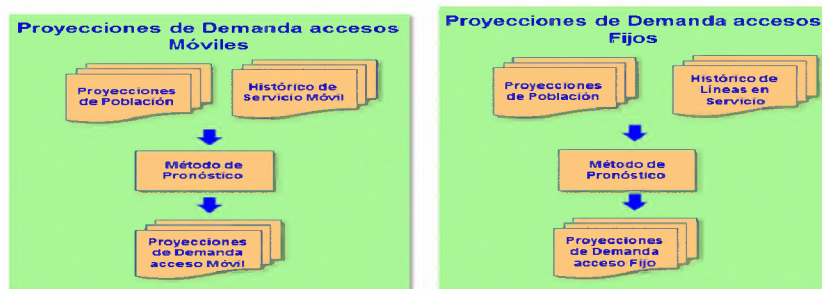 Proyecciones de Demanda accesos
Móviles
Proyecciones
de Población
Histórico de
Servicio Móvil
Método de
Pronóstico
Proyecciones
de Demanda
acceso Móvil
Proyecciones de Demanda accesos
Fijos
Proyecciones
de Población
Histórico de
Líneas en
Servicio
Método de
Pronóstico
Proyecciones
de Demanda
acceso Fijo